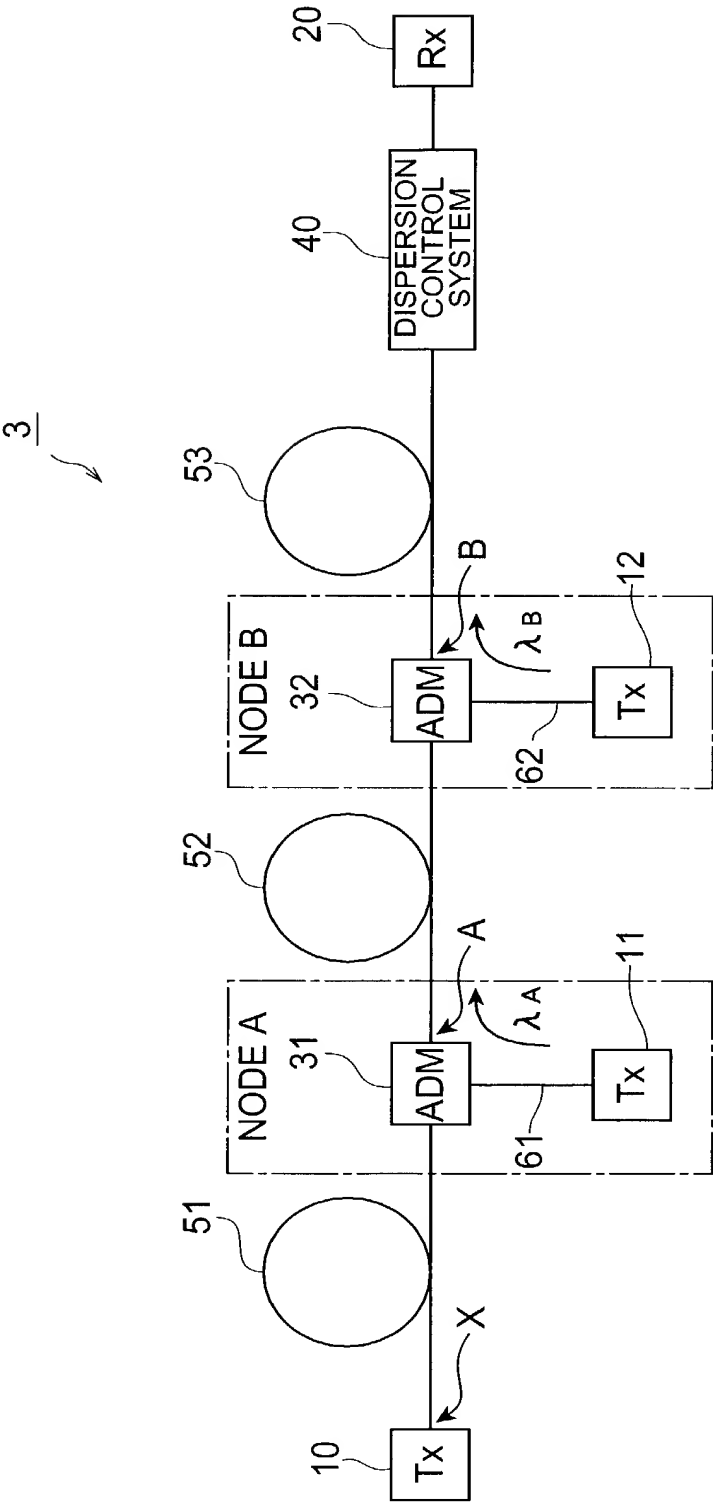 3
51
52
53
NODE A
NODE B
10
Tx
X
31
ADM
A
λA
61
Tx
11
32
ADM
B
λB
62
Tx
12
40
DISPERSION
CONTROL
SYSTEM
20
Rx